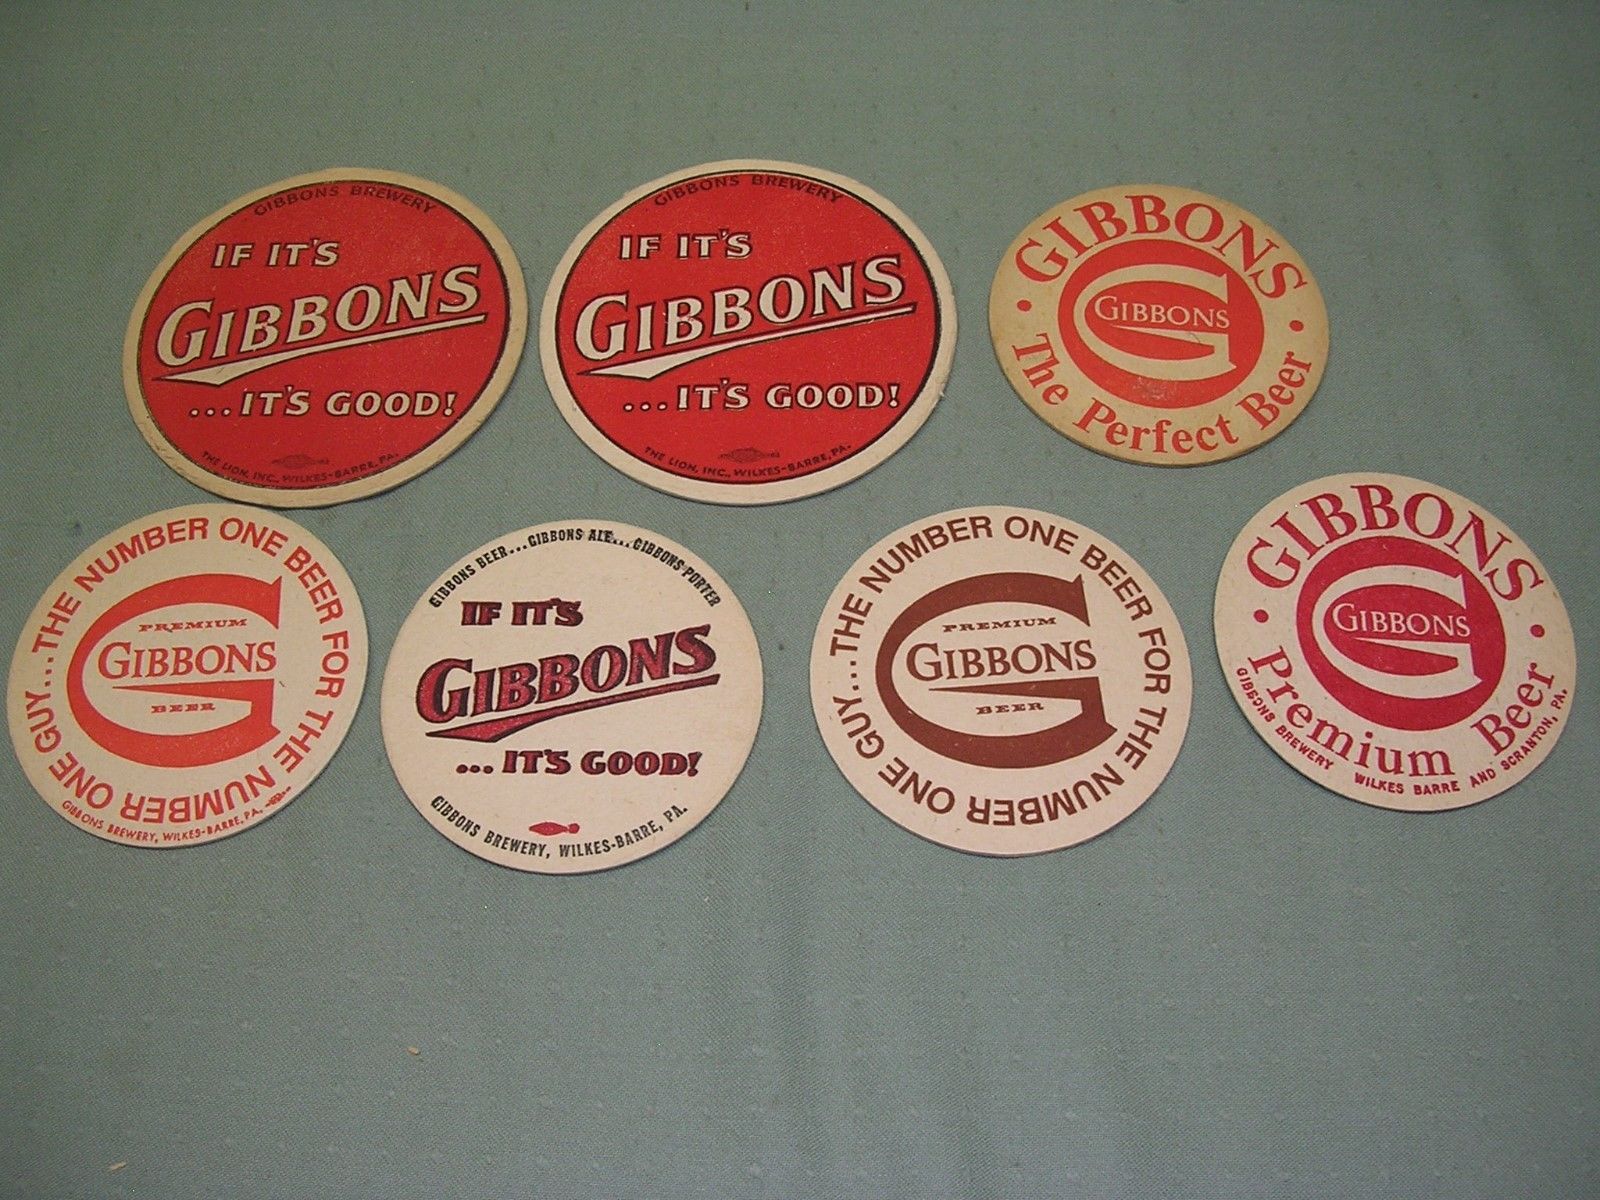 GIBBONS BREWERY
IF IT'S
GIBBONS
...IT'S GOOD!
THE LION, INC., WILKES-BARRE, PA.
GIBBONS BREWERY
IF IT'S
GIBBONS
...IT'S GOOD!
THE LION, INC., WILKES-BARRE, PA.
GIBBONS
G
GIBBONS
• The Perfect Beer •
...THE NUMBER ONE BEER FOR THE NUMBER ONE GUY
G
PREMIUM
GIBBONS
BEER
GIBBONS BREWERY, WILKES-BARRE, PA.
GIBBONS BEER...GIBBONS ALE...GIBBONS PORTER
IF IT'S
GIBBONS
... IT'S GOOD!
GIBBONS BREWERY, WILKES-BARRE, PA.
...THE NUMBER ONE BEER FOR THE NUMBER ONE GUY
G
PREMIUM
GIBBONS
BEER
GIBBONS
G
GIBBONS
• Premium Beer •
GIBBONS BREWERY WILKES BARRE AND SCRANTON, PA.